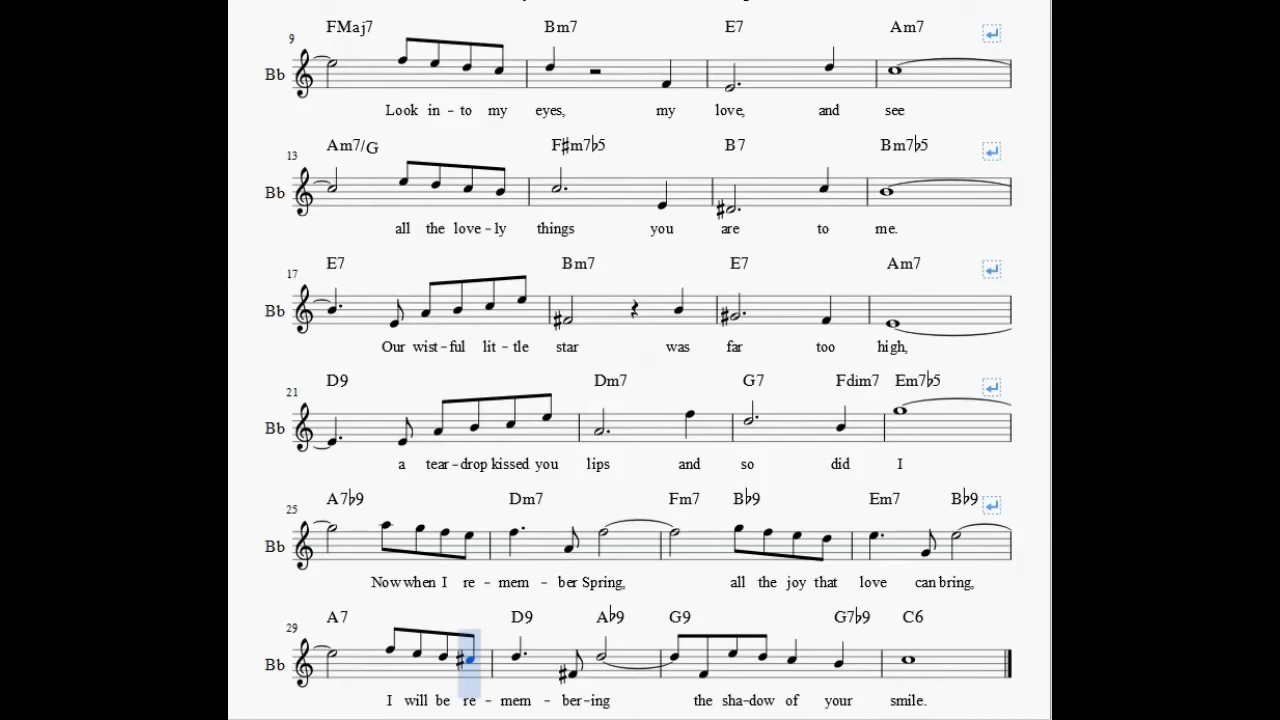 FMaj7 Bm7 E7 Am7
9
Bb
Look in - to my eyes, my love, and see
Am7/G F♯m7♭5 B7 Bm7♭5
13
Bb
all the love - ly things you are to me.
E7 Bm7 E7 Am7
17
Bb
Our wist - ful lit - tle star was far too high,
D9 Dm7 G7 Fdim7 Em7♭5
21
Bb
a tear - drop kissed you lips and so did I
A7♭9 Dm7 Fm7 B♭9 Em7 B♭9
25
Bb
Now when I re - mem - ber Spring, all the joy that love can bring,
A7 D9 A♭9 G9 G7♭9 C6
29
Bb
I will be re - mem - ber - ing the sha - dow of your smile.